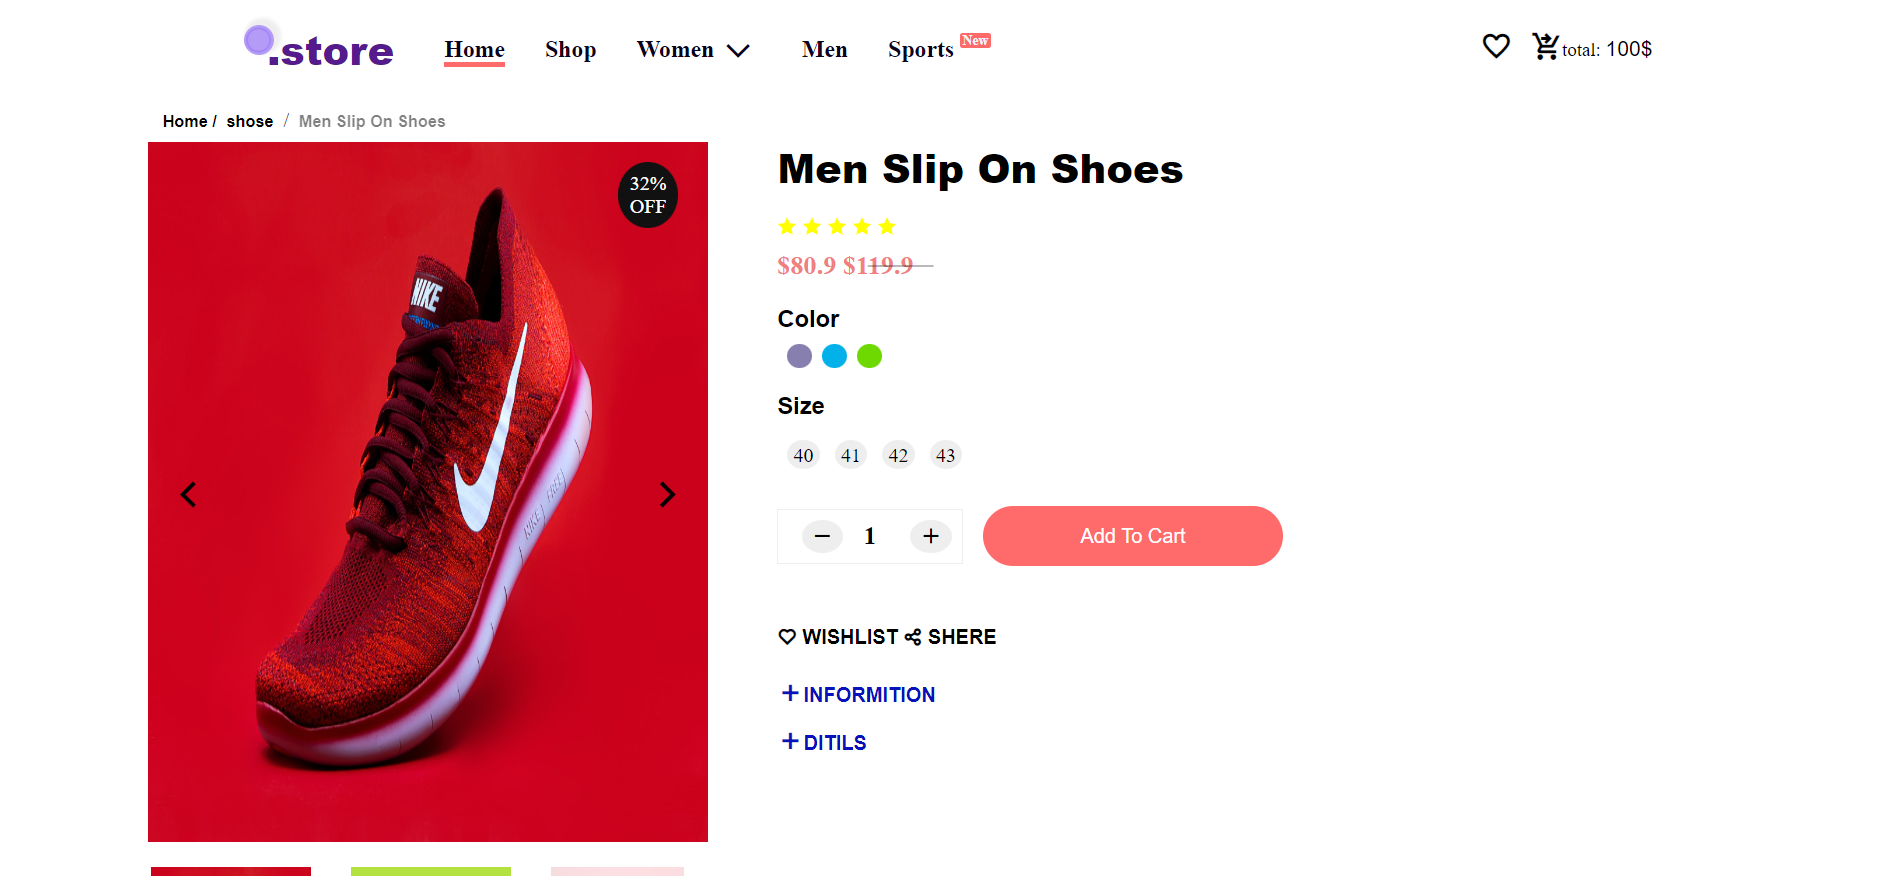 .store
Home Shop Women Men Sports New
total: 100$
Home / shose / Men Slip On Shoes
32%
OFF
NIKE
NIKE FREE
Men Slip On Shoes
$80.9 $119.9
Color
Size
40 41 42 43
− 1 +
Add To Cart
WISHLIST SHERE
+INFORMITION
+DITILS